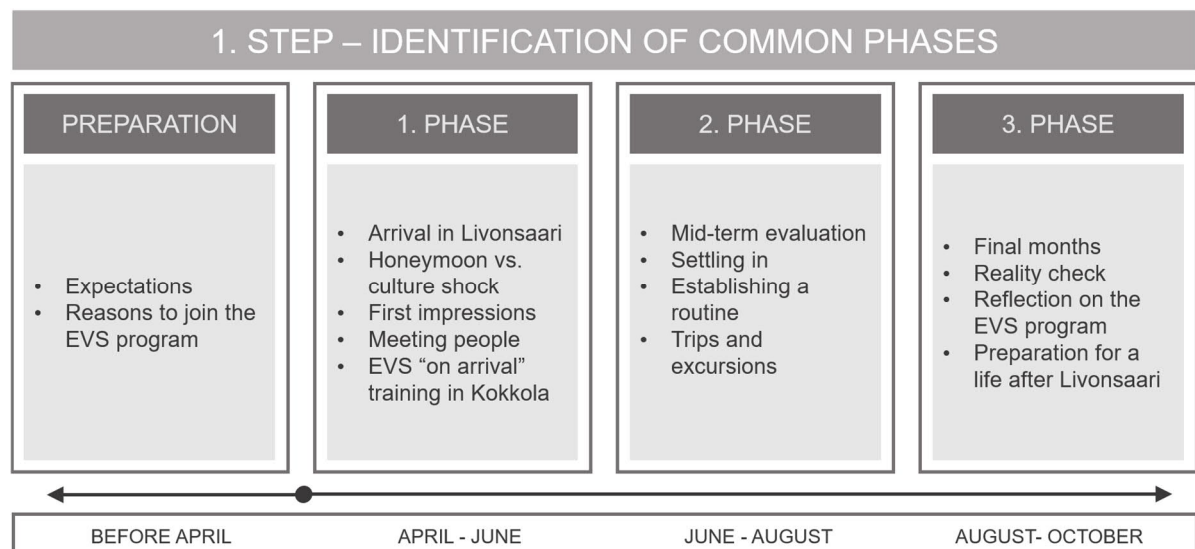 1. STEP – IDENTIFICATION OF COMMON PHASES
PREPARATION
• Expectations
• Reasons to join the
EVS program
1. PHASE
• Arrival in Livonsaari
• Honeymoon vs.
culture shock
• First impressions
• Meeting people
• EVS “on arrival”
training in Kokkola
2. PHASE
• Mid-term evaluation
• Settling in
• Establishing a
routine
• Trips and
excursions
3. PHASE
• Final months
• Reality check
• Reflection on the
EVS program
• Preparation for a
life after Livonsaari
BEFORE APRIL
APRIL - JUNE
JUNE - AUGUST
AUGUST- OCTOBER